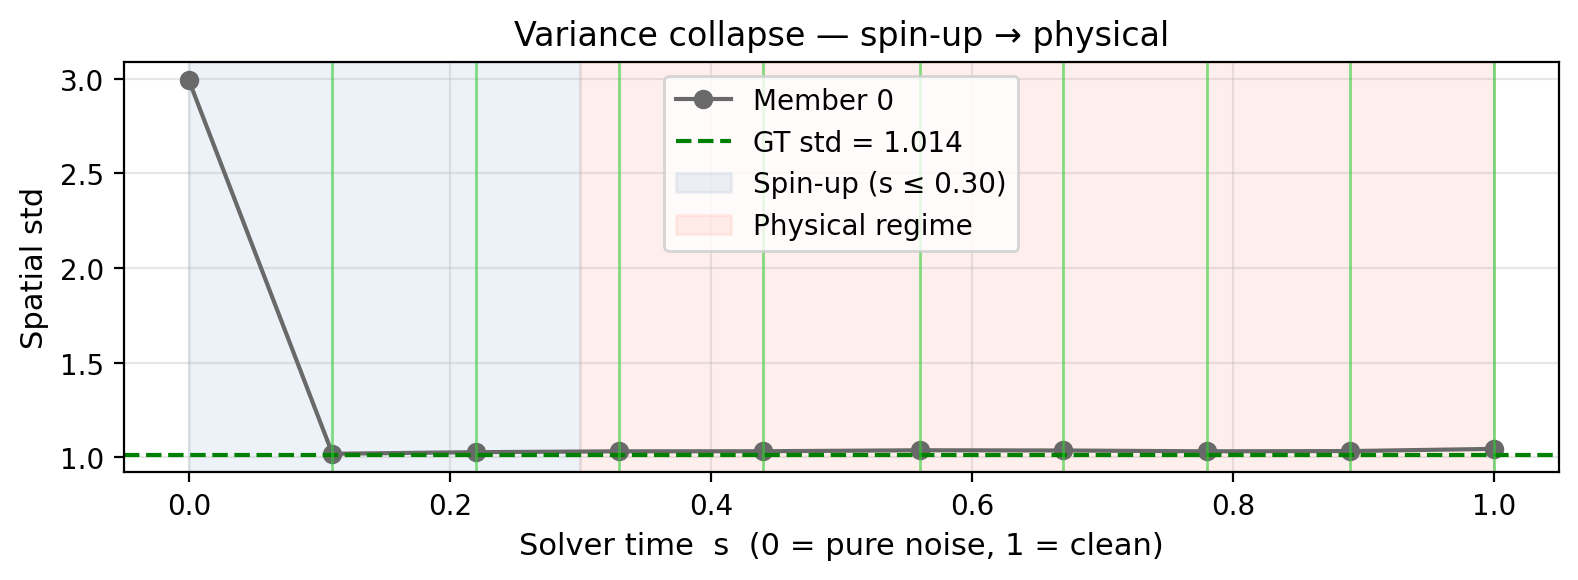 Variance collapse — spin-up → physical
Spatial std
3.0
2.5
2.0
1.5
1.0
Member 0
GT std = 1.014
Spin-up (s ≤ 0.30)
Physical regime
0.0 0.2 0.4 0.6 0.8 1.0
Solver time s (0 = pure noise, 1 = clean)